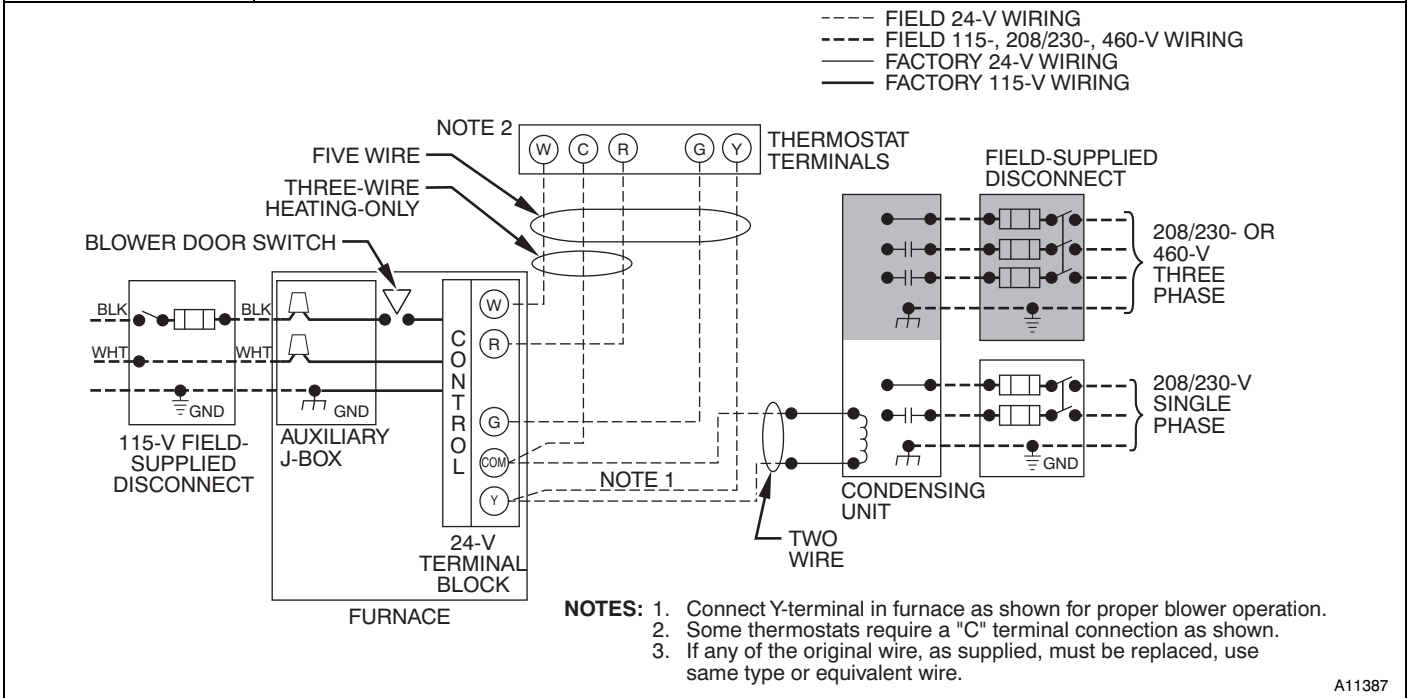 FIELD 24-V WIRING
FIELD 115-, 208/230-, 460-V WIRING
FACTORY 24-V WIRING
FACTORY 115-V WIRING
NOTE 2
W
C
R
G
Y
THERMOSTAT
TERMINALS
FIVE WIRE
THREE-WIRE
HEATING-ONLY
BLOWER DOOR SWITCH
FIELD-SUPPLIED
DISCONNECT
208/230- OR
460-V
THREE
PHASE
BLK
BLK
WHT
WHT
GND
GND
115-V FIELD-
SUPPLIED
DISCONNECT
AUXILIARY
J-BOX
CONTROL
W
R
G
COM
Y
NOTE 1
24-V
TERMINAL
BLOCK
FURNACE
208/230-V
SINGLE
PHASE
GND
CONDENSING
UNIT
TWO
WIRE
NOTES: 1. Connect Y-terminal in furnace as shown for proper blower operation.
2. Some thermostats require a "C" terminal connection as shown.
3. If any of the original wire, as supplied, must be replaced, use
same type or equivalent wire.
A11387